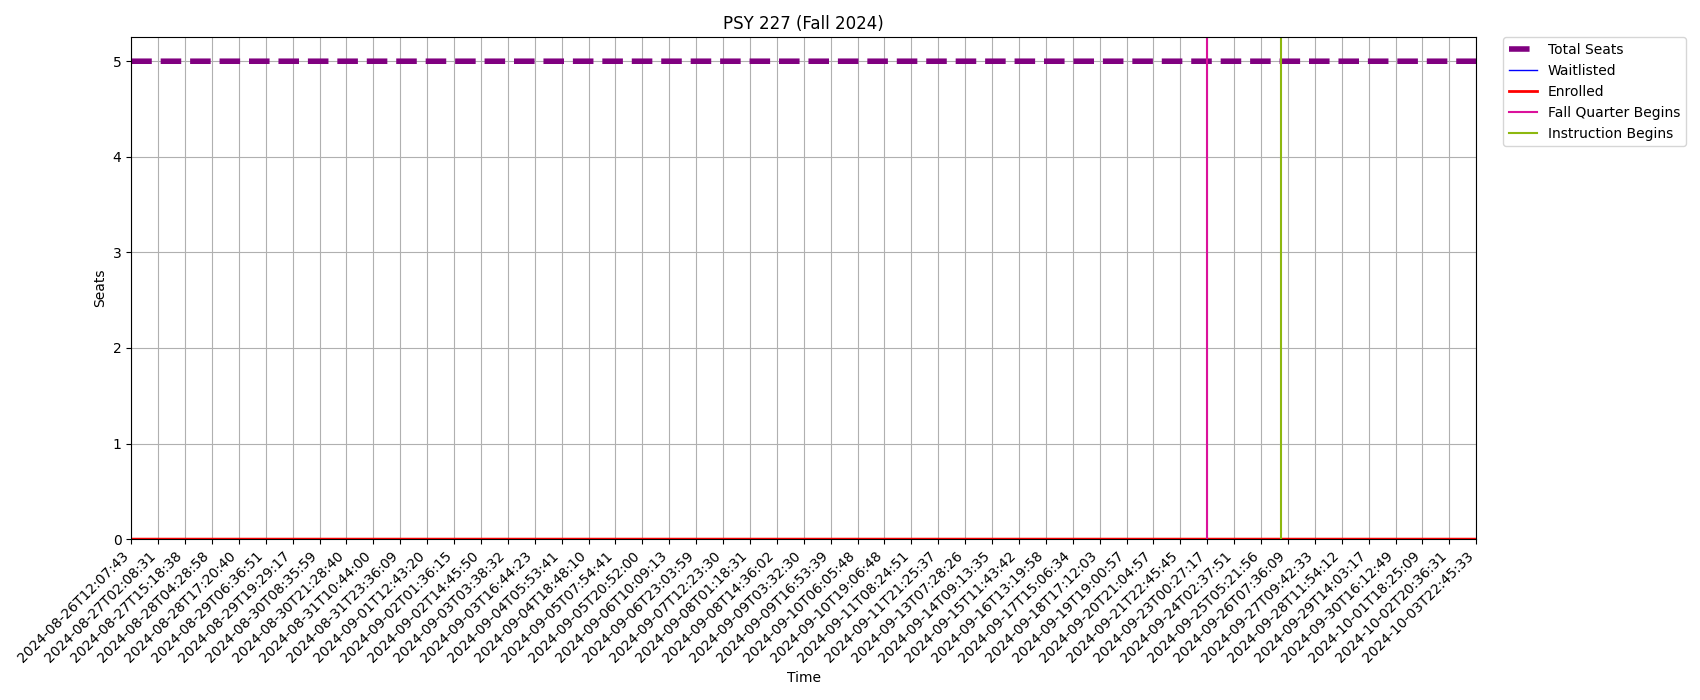 PSY 227 (Fall 2024)
Total Seats
Waitlisted
Enrolled
Fall Quarter Begins
Instruction Begins
Seats
5
4
3
2
1
0
2024-08-26T12:07:43
2024-08-27T02:08:31
2024-08-27T15:18:38
2024-08-28T04:28:58
2024-08-28T17:20:40
2024-08-29T06:36:51
2024-08-29T19:29:17
2024-08-30T08:35:59
2024-08-30T21:28:40
2024-08-31T10:44:00
2024-08-31T23:36:09
2024-09-01T12:43:20
2024-09-02T01:36:15
2024-09-02T14:45:50
2024-09-03T03:38:32
2024-09-03T16:44:23
2024-09-04T05:53:41
2024-09-04T18:48:10
2024-09-05T07:54:41
2024-09-05T20:52:00
2024-09-06T10:09:13
2024-09-06T23:03:59
2024-09-07T12:23:30
2024-09-08T01:18:31
2024-09-08T14:36:02
2024-09-09T03:32:30
2024-09-09T16:53:39
2024-09-10T06:05:48
2024-09-10T19:06:48
2024-09-11T08:24:51
2024-09-11T21:25:37
2024-09-13T07:28:26
2024-09-14T09:13:35
2024-09-15T11:43:42
2024-09-16T13:19:58
2024-09-17T15:06:34
2024-09-18T17:12:03
2024-09-19T19:00:57
2024-09-20T21:04:57
2024-09-21T22:45:45
2024-09-23T00:27:17
2024-09-24T02:37:51
2024-09-25T05:21:56
2024-09-26T07:36:09
2024-09-27T09:42:33
2024-09-28T11:54:12
2024-09-29T14:03:17
2024-09-30T16:12:49
2024-10-01T18:25:09
2024-10-02T20:36:31
2024-10-03T22:45:33
Time